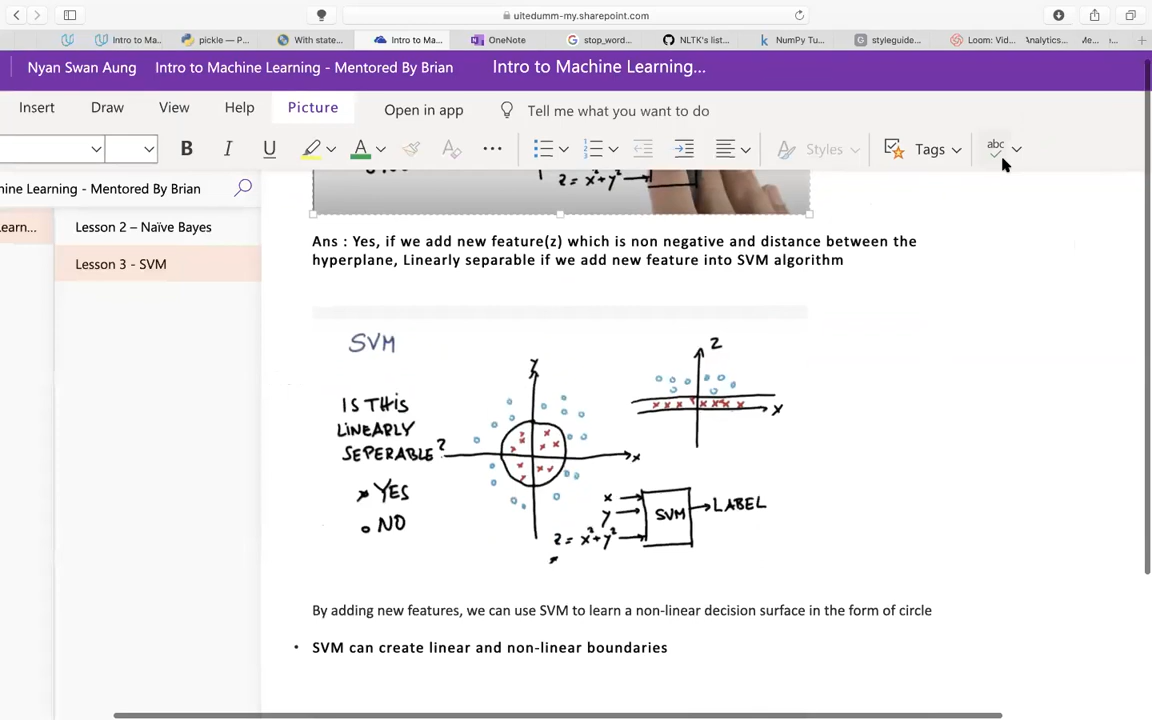 uitedumm-my.sharepoint.com
Intro to Ma...
pickle — P...
With state...
Intro to Ma...
OneNote
stop_word...
NLTK's list...
NumPy Tu...
styleguide...
Loom: Vid...
Analytics...
Nyan Swan Aung
Intro to Machine Learning - Mentored By Brian
Intro to Machine Learning...
Insert
Draw
View
Help
Picture
Open in app
Tell me what you want to do
B
I
U
A
Styles
Tags
abc
hine Learning - Mentored By Brian
earn...
Lesson 2 – Naïve Bayes
Lesson 3 - SVM
z = x²+y²
Ans : Yes, if we add new feature(z) which is non negative and distance between the
hyperplane, Linearly separable if we add new feature into SVM algorithm
SVM
IS THIS
LINEARLY
SEPERABLE?
YES
NO
y
x
z
x
x
y
z = x²+y²
SVM
LABEL
By adding new features, we can use SVM to learn a non-linear decision surface in the form of circle
• SVM can create linear and non-linear boundaries